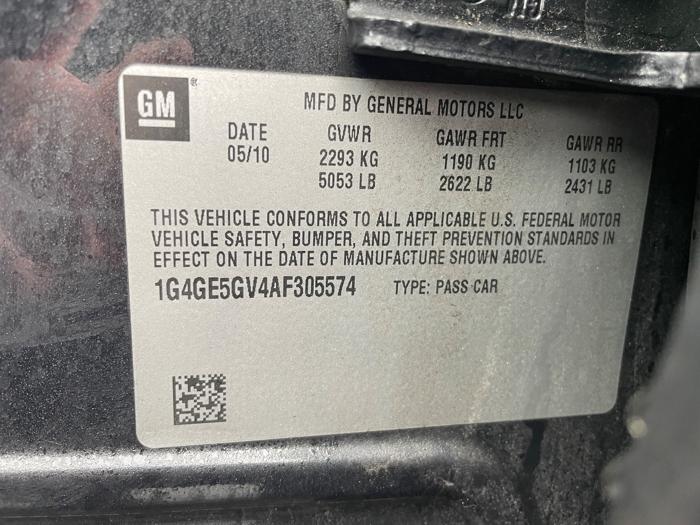 GM
MFD BY GENERAL MOTORS LLC
DATE GVWR GAWR FRT GAWR RR
05/10 2293 KG 1190 KG 1103 KG
5053 LB 2622 LB 2431 LB
THIS VEHICLE CONFORMS TO ALL APPLICABLE U.S. FEDERAL MOTOR
VEHICLE SAFETY, BUMPER, AND THEFT PREVENTION STANDARDS IN
EFFECT ON THE DATE OF MANUFACTURE SHOWN ABOVE.
1G4GE5GV4AF305574 TYPE: PASS CAR